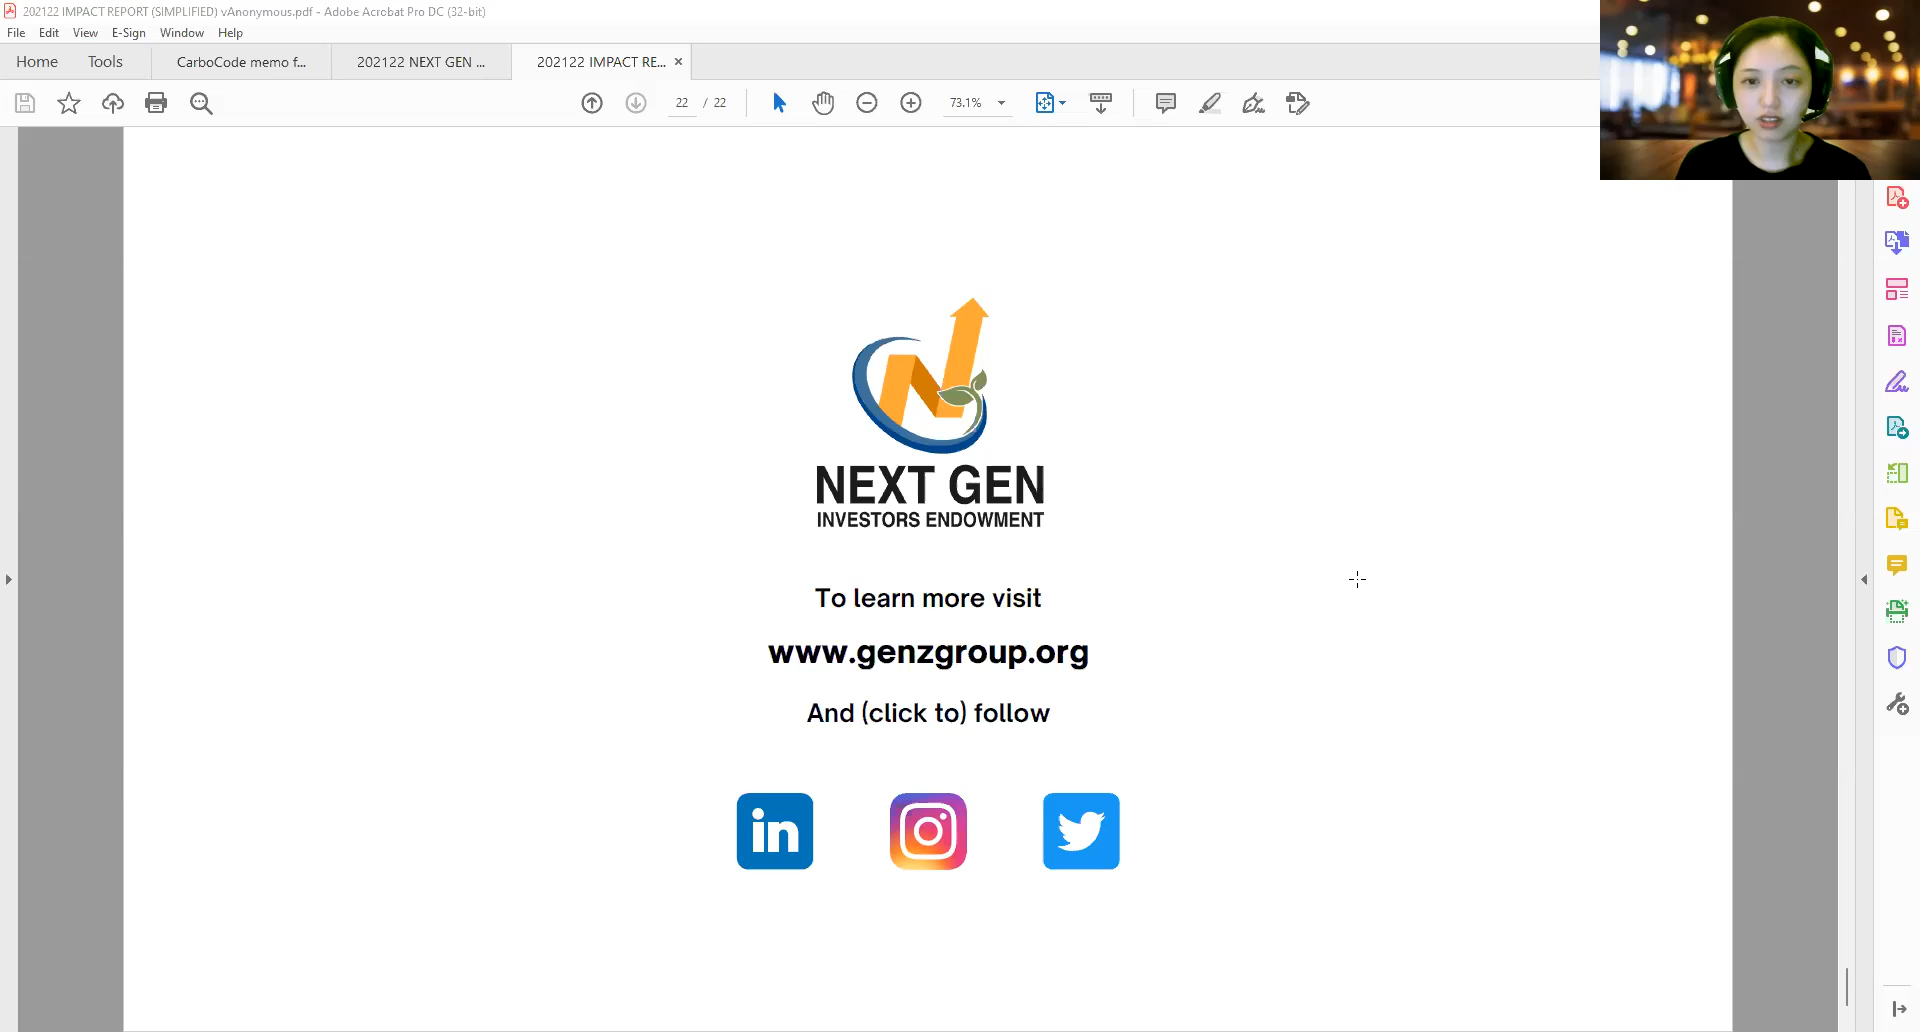 202122 IMPACT REPORT (SIMPLIFIED) vAnonymous.pdf - Adobe Acrobat Pro DC (32-bit)
File Edit View E-Sign Window Help
Home Tools CarboCode memo f... 202122 NEXT GEN ... 202122 IMPACT RE... ×
22 / 22 73.1%
NEXT GEN
INVESTORS ENDOWMENT
To learn more visit
www.genzgroup.org
And (click to) follow
in